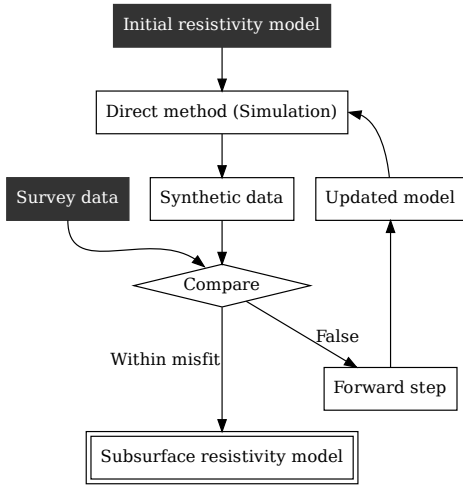 Initial resistivity model
Direct method (Simulation)
Survey data
Synthetic data
Updated model
Compare
False
Within misfit
Forward step
Subsurface resistivity model